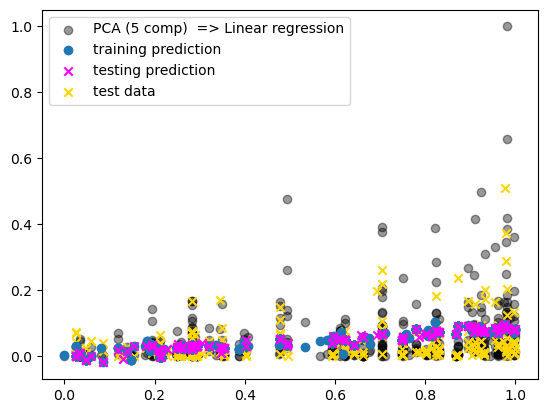 PCA (5 comp)  => Linear regression
training prediction
testing prediction
test data
1.0
0.8
0.6
0.4
0.2
0.0
0.0 0.2 0.4 0.6 0.8 1.0